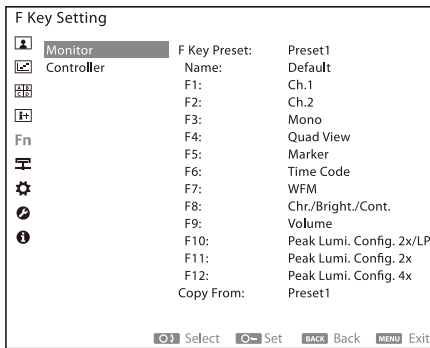 F Key Setting
Monitor F Key Preset: Preset1
Controller Name: Default
F1: Ch.1
F2: Ch.2
F3: Mono
Fn F4: Quad View
F5: Marker
F6: Time Code
F7: WFM
F8: Chr./Bright./Cont.
F9: Volume
F10: Peak Lumi. Config. 2x/LP
F11: Peak Lumi. Config. 2x
F12: Peak Lumi. Config. 4x
Copy From: Preset1
Select Set BACK Back MENU Exit